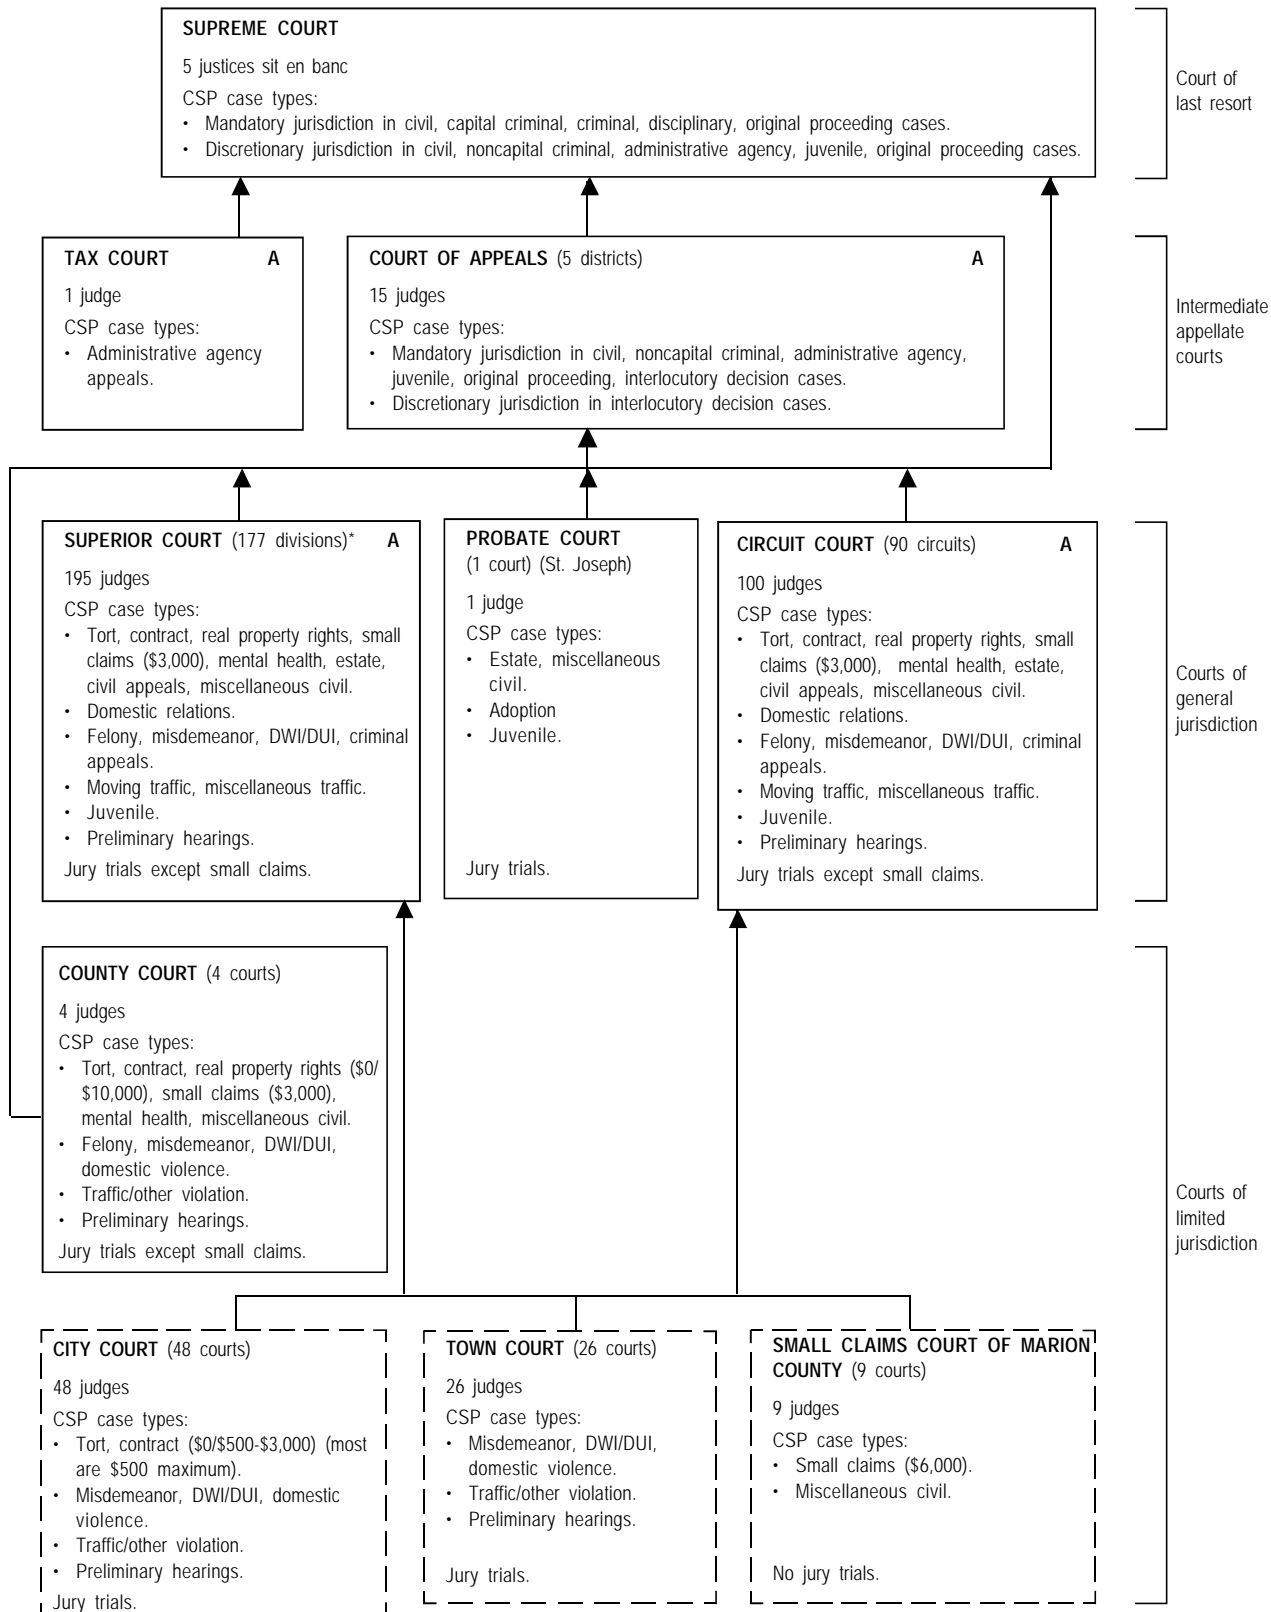 SUPREME COURT
5 justices sit en banc
CSP case types:
• Mandatory jurisdiction in civil, capital criminal, criminal, disciplinary, original proceeding cases.
• Discretionary jurisdiction in civil, noncapital criminal, administrative agency, juvenile, original proceeding cases.
Court of
last resort
TAX COURT A
1 judge
CSP case types:
• Administrative agency
appeals.
COURT OF APPEALS (5 districts) A
15 judges
CSP case types:
• Mandatory jurisdiction in civil, noncapital criminal, administrative agency,
juvenile, original proceeding, interlocutory decision cases.
• Discretionary jurisdiction in interlocutory decision cases.
Intermediate
appellate
courts
SUPERIOR COURT (177 divisions)* A
195 judges
CSP case types:
• Tort, contract, real property rights, small
claims ($3,000), mental health, estate,
civil appeals, miscellaneous civil.
• Domestic relations.
• Felony, misdemeanor, DWI/DUI, criminal
appeals.
• Moving traffic, miscellaneous traffic.
• Juvenile.
• Preliminary hearings.
Jury trials except small claims.
PROBATE COURT
(1 court) (St. Joseph)
1 judge
CSP case types:
• Estate, miscellaneous
civil.
• Adoption
• Juvenile.
Jury trials.
CIRCUIT COURT (90 circuits) A
100 judges
CSP case types:
• Tort, contract, real property rights, small
claims ($3,000), mental health, estate,
civil appeals, miscellaneous civil.
• Domestic relations.
• Felony, misdemeanor, DWI/DUI, criminal
appeals.
• Moving traffic, miscellaneous traffic.
• Juvenile.
• Preliminary hearings.
Jury trials except small claims.
Courts of
general
jurisdiction
COUNTY COURT (4 courts)
4 judges
CSP case types:
• Tort, contract, real property rights ($0/
$10,000), small claims ($3,000),
mental health, miscellaneous civil.
• Felony, misdemeanor, DWI/DUI,
domestic violence.
• Traffic/other violation.
• Preliminary hearings.
Jury trials except small claims.
Courts of
limited
jurisdiction
CITY COURT (48 courts)
48 judges
CSP case types:
• Tort, contract ($0/$500-$3,000) (most
are $500 maximum).
• Misdemeanor, DWI/DUI, domestic
violence.
• Traffic/other violation.
• Preliminary hearings.
Jury trials.
TOWN COURT (26 courts)
26 judges
CSP case types:
• Misdemeanor, DWI/DUI,
domestic violence.
• Traffic/other violation.
• Preliminary hearings.
Jury trials.
SMALL CLAIMS COURT OF MARION
COUNTY (9 courts)
9 judges
CSP case types:
• Small claims ($6,000).
• Miscellaneous civil.
No jury trials.